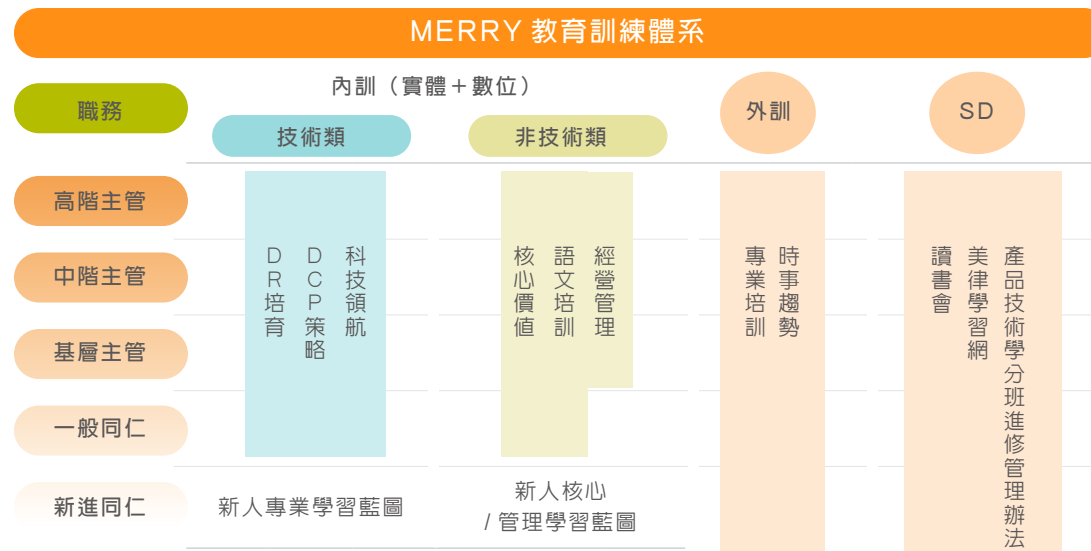 MERRY 教育訓練體系
職務
內訓（實體＋數位）
技術類
非技術類
外訓
SD
高階主管
中階主管
基層主管
一般同仁
新進同仁
科技領航
DCP策略
DR培育
經營管理
語文培訓
核心價值
時事趨勢
專業培訓
產品技術學分班進修管理辦法
美律學習網
讀書會
新人專業學習藍圖
新人核心
/ 管理學習藍圖